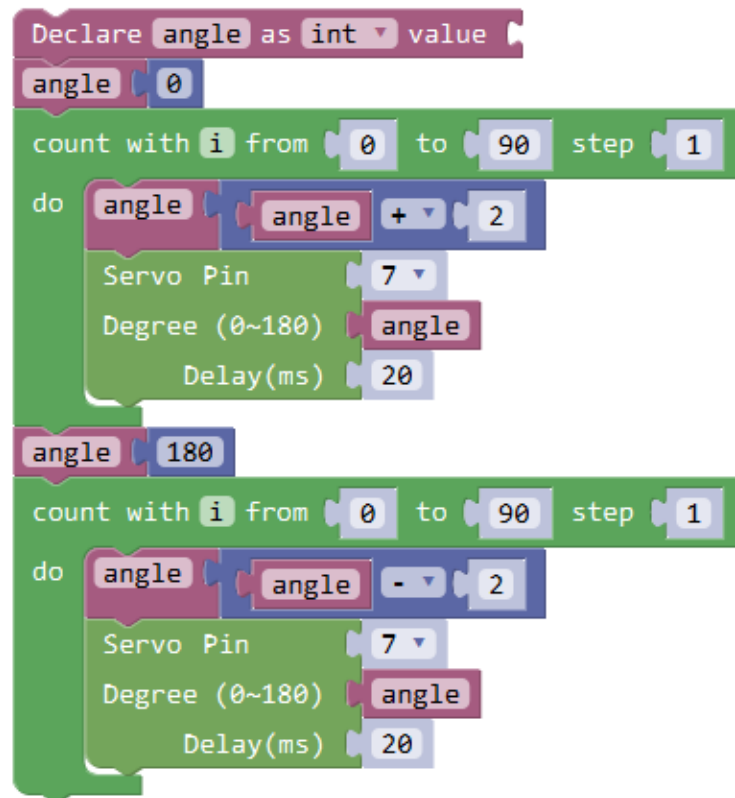 Declare angle as int value
angle 0
count with i from 0 to 90 step 1
do angle angle + 2
Servo Pin 7
Degree (0~180) angle
Delay(ms) 20
angle 180
count with i from 0 to 90 step 1
do angle angle - 2
Servo Pin 7
Degree (0~180) angle
Delay(ms) 20